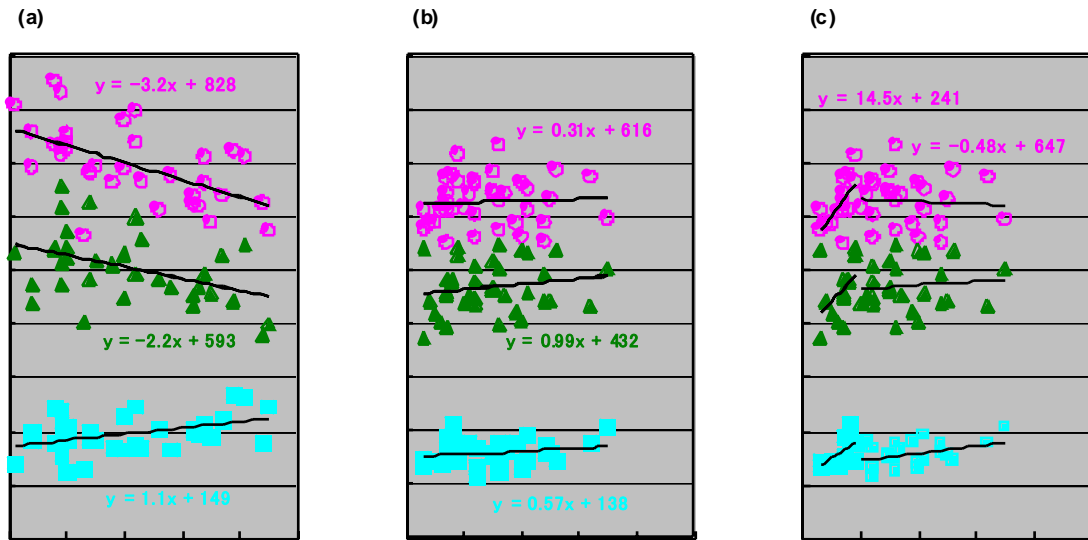 (a)
(b)
(c)
y = −3.2x + 828
y = −2.2x + 593
y = 1.1x + 149
y = 0.31x + 616
y = 0.99x + 432
y = 0.57x + 138
y = 14.5x + 241
y = −0.48x + 647